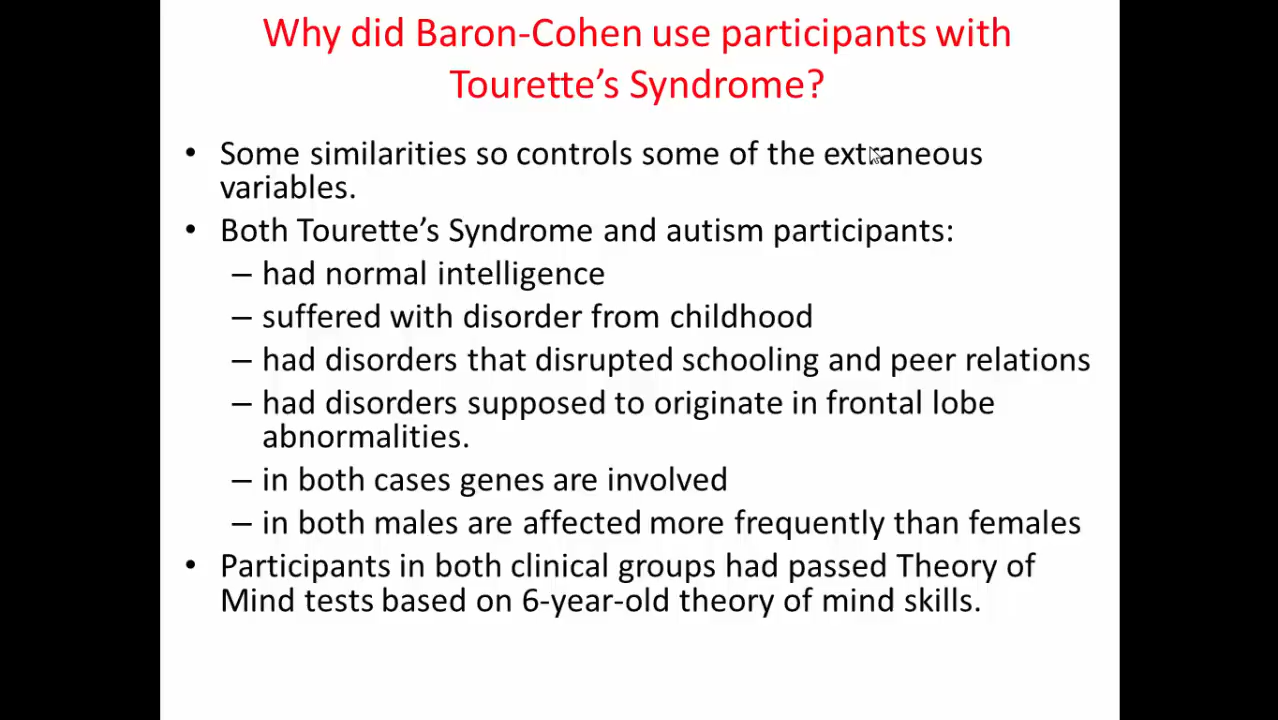 Why did Baron-Cohen use participants with
Tourette's Syndrome?
• Some similarities so controls some of the extraneous
variables.
• Both Tourette's Syndrome and autism participants:
– had normal intelligence
– suffered with disorder from childhood
– had disorders that disrupted schooling and peer relations
– had disorders supposed to originate in frontal lobe
abnormalities.
– in both cases genes are involved
– in both males are affected more frequently than females
• Participants in both clinical groups had passed Theory of
Mind tests based on 6-year-old theory of mind skills.